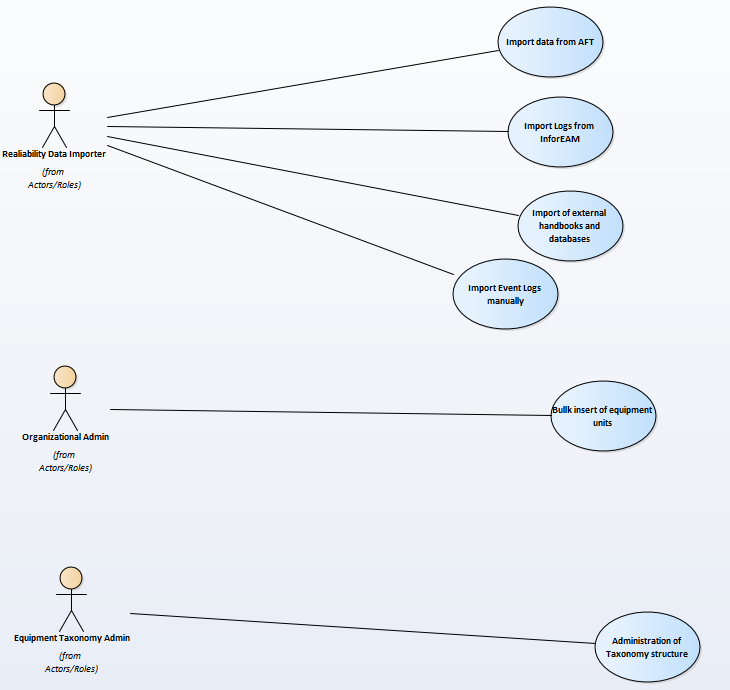 Import data from AFT
Import Logs from
InforEAM
Realiability Data Importer
(from
Actors/Roles)
Import of external
handbooks and
databases
Import Event Logs
manually
Organizational Admin
(from
Actors/Roles)
Bullk insert of equipment
units
Equipment Taxonomy Admin
(from
Actors/Roles)
Administration of
Taxonomy structure